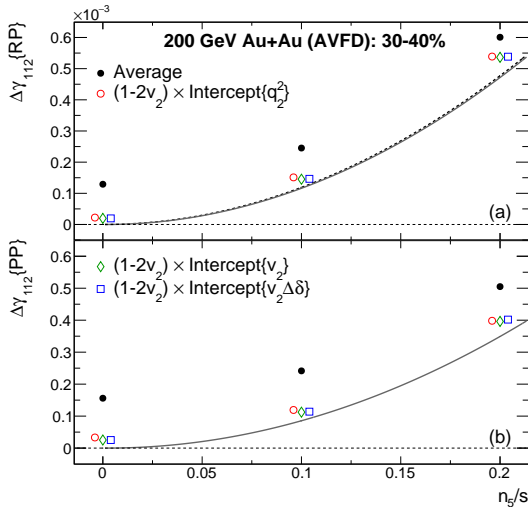 ×10⁻³
200 GeV Au+Au (AVFD): 30-40%
Δγ₁₁₂{RP}
0.6
0.5
0.4
0.3
0.2
0.1
0
Average
(1-2v₂) × Intercept{q₂²}
(a)
Δγ₁₁₂{PP}
0.6
0.5
0.4
0.3
0.2
0.1
0
(1-2v₂) × Intercept{v₂}
(1-2v₂) × Intercept{v₂Δδ}
(b)
0 0.05 0.1 0.15 0.2
n₅/s